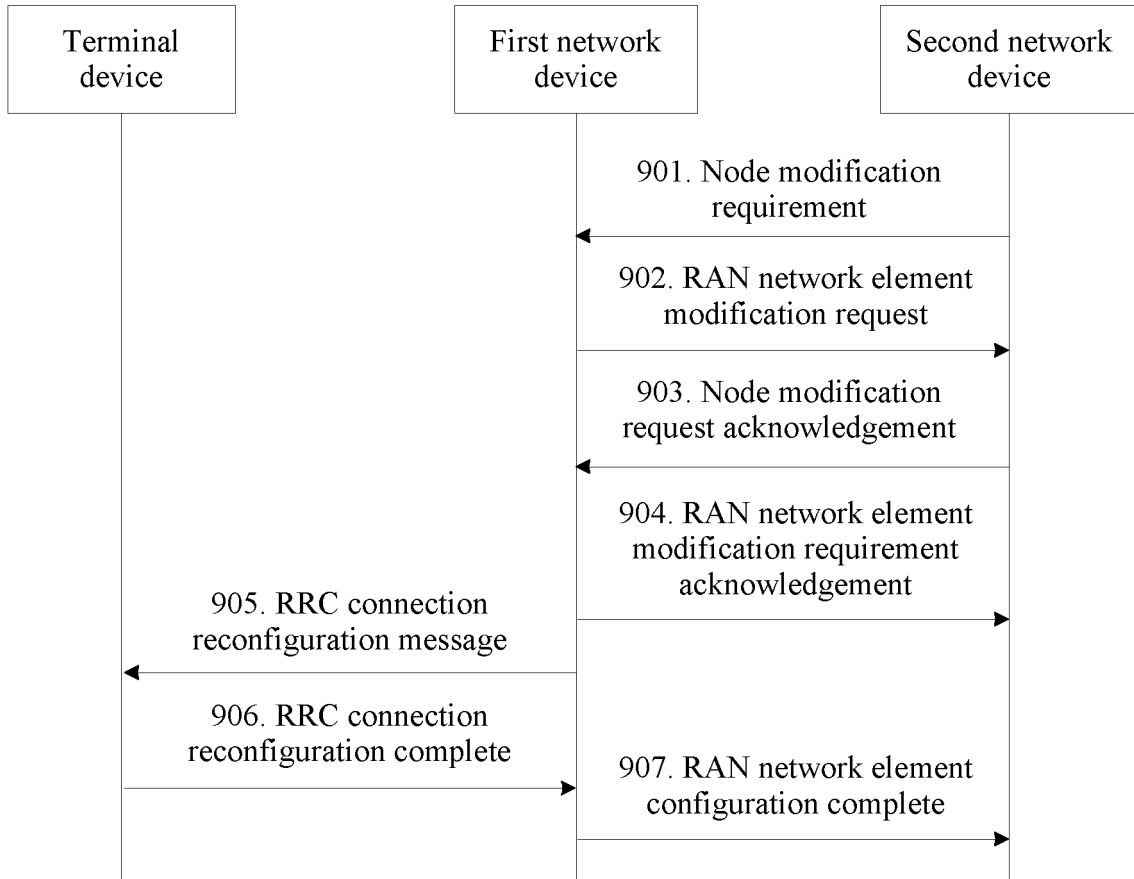 Terminal
device
First network
device
Second network
device
901. Node modification
requirement
902. RAN network element
modification request
903. Node modification
request acknowledgement
904. RAN network element
modification requirement
acknowledgement
905. RRC connection
reconfiguration message
906. RRC connection
reconfiguration complete
907. RAN network element
configuration complete